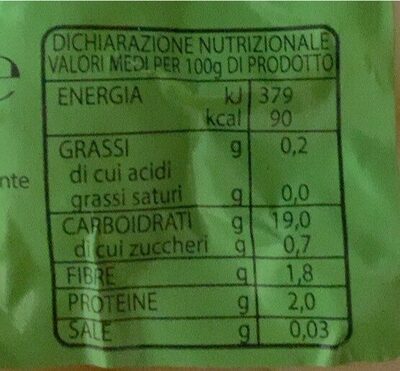 DICHIARAZIONE NUTRIZIONALE
VALORI MEDI PER 100g DI PRODOTTO
ENERGIA kJ 379
kcal 90
GRASSI g 0,2
di cui acidi
grassi saturi g 0,0
CARBOIDRATI g 19,0
di cui zuccheri g 0,7
FIBRE g 1,8
PROTEINE g 2,0
SALE g 0,03